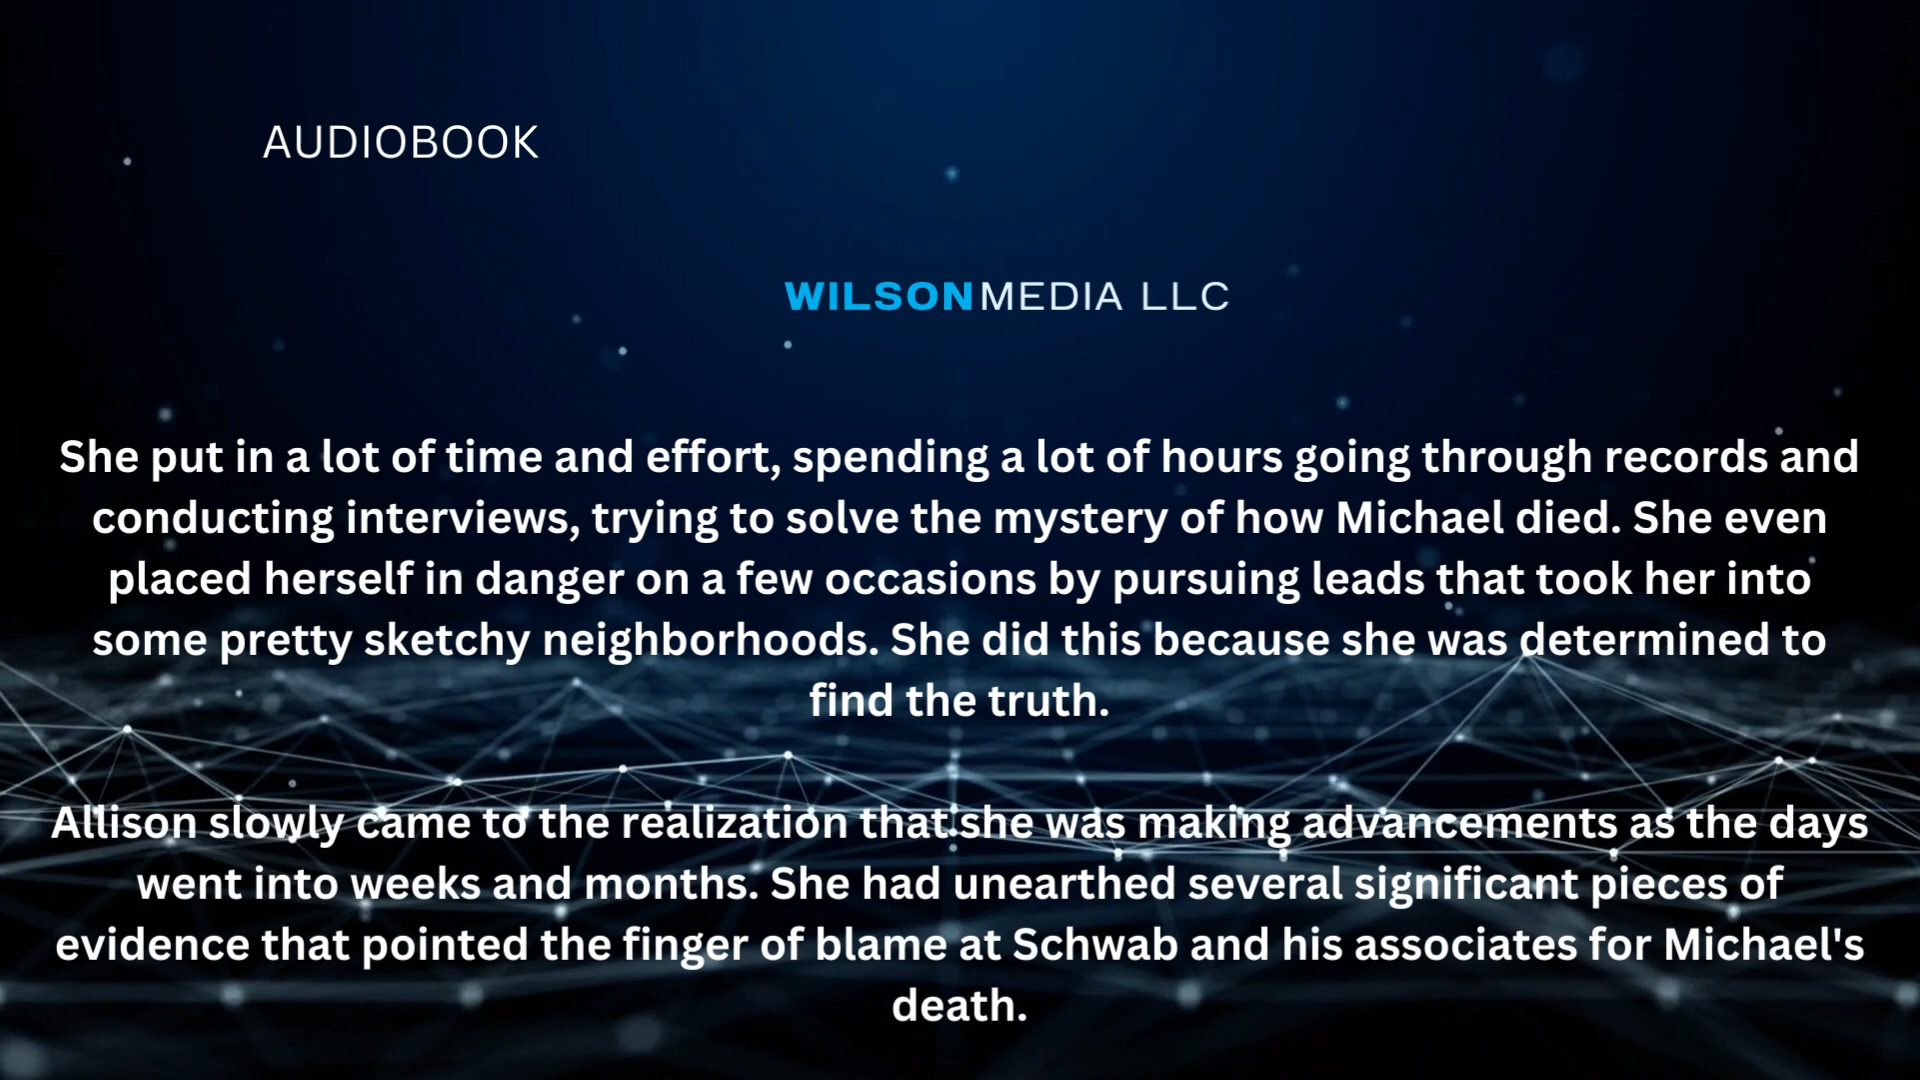 AUDIOBOOK
WILSONMEDIA LLC
She put in a lot of time and effort, spending a lot of hours going through records and
conducting interviews, trying to solve the mystery of how Michael died. She even
placed herself in danger on a few occasions by pursuing leads that took her into
some pretty sketchy neighborhoods. She did this because she was determined to
find the truth.
Allison slowly came to the realization that she was making advancements as the days
went into weeks and months. She had unearthed several significant pieces of
evidence that pointed the finger of blame at Schwab and his associates for Michael's
death.